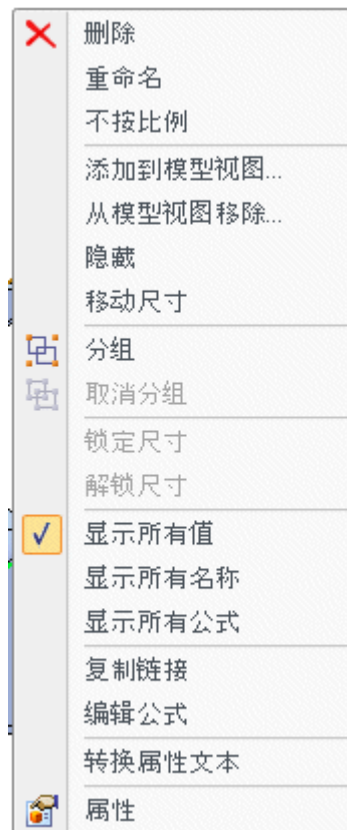 删除
重命名
不按比例
添加到模型视图...
从模型视图移除...
隐藏
移动尺寸
分组
取消分组
锁定尺寸
解锁尺寸
显示所有值
显示所有名称
显示所有公式
复制链接
编辑公式
转换属性文本
属性